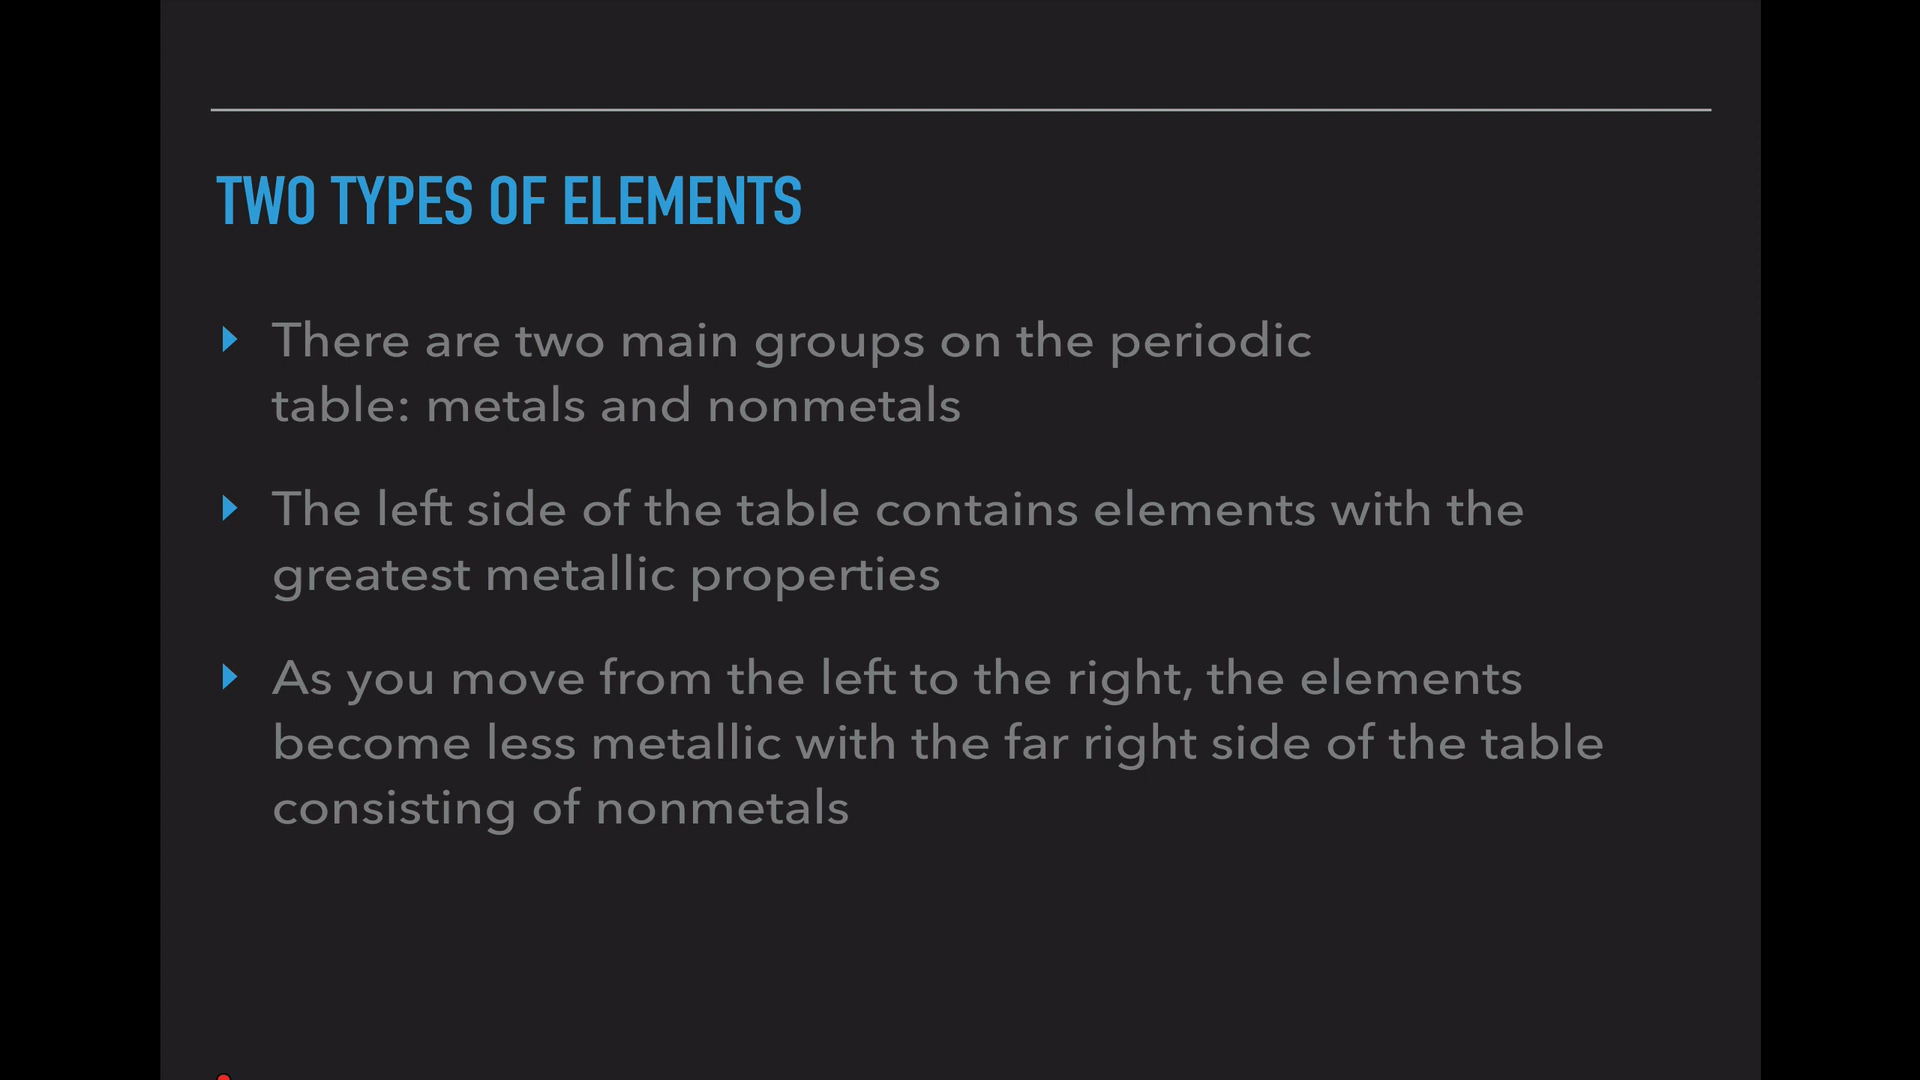 TWO TYPES OF ELEMENTS
There are two main groups on the periodic
table: metals and nonmetals
The left side of the table contains elements with the
greatest metallic properties
As you move from the left to the right, the elements
become less metallic with the far right side of the table
consisting of nonmetals